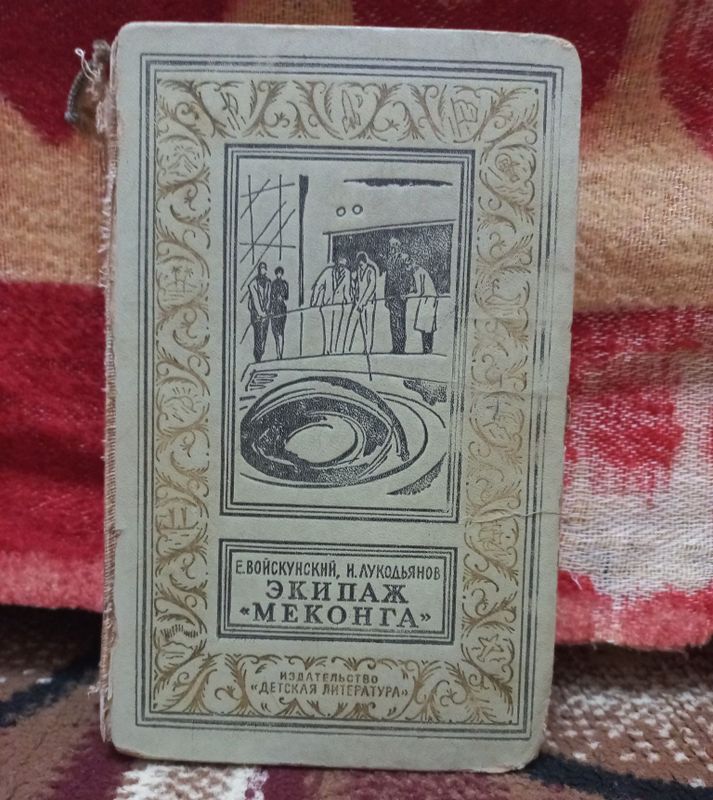 Е. ВОЙСКУНСКИЙ, И. ЛУКОДЬЯНОВ
ЭКИПАЖ
«МЕКОНГА»
ИЗДАТЕЛЬСТВО
«ДЕТСКАЯ ЛИТЕРАТУРА»